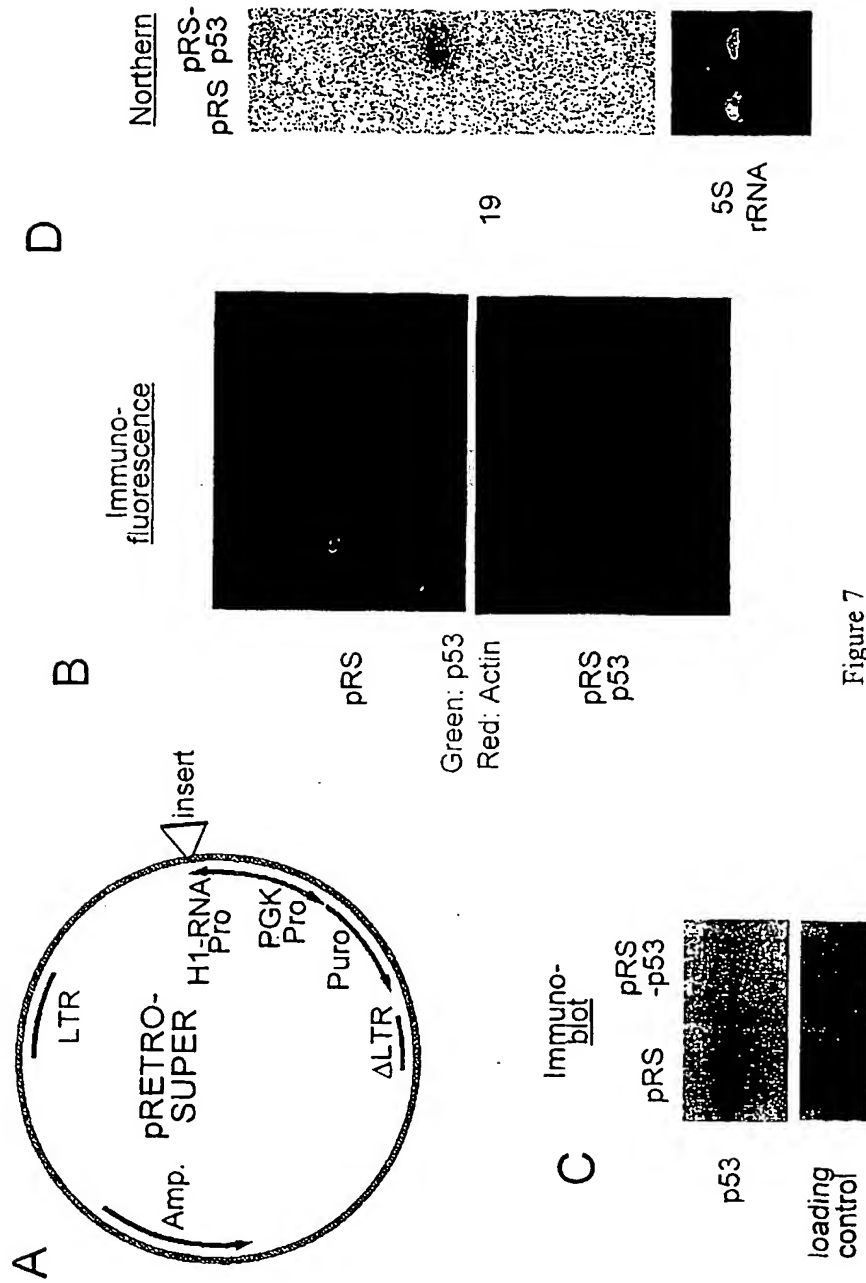 A
LTR
Amp.
pRETRO-
SUPER
H1-RNA
Pro
insert
PGK
Pro
Puro
ΔLTR
B
Immuno-
fluorescence
pRS
Green: p53
Red: Actin
pRS
p53
C
Immuno-
blot
pRS
pRS
-p53
p53
loading
control
D
Northern
pRS
pRS-
p53
19
5S
rRNA
Figure 7